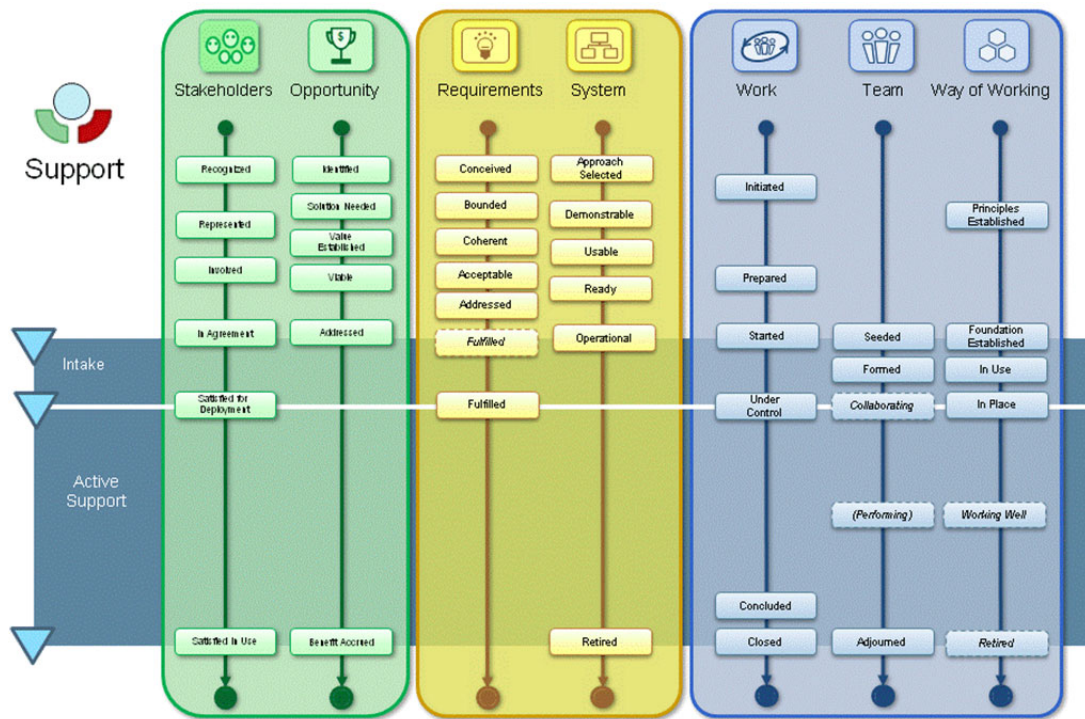 Support
Stakeholders
Opportunity
$
Requirements
System
Work
Team
Way of Working
Recognized
Represented
Involved
In Agreement
Satisfied for
Deployment
Satisfied In Use
Identified
Solution Needed
Value
Established
Viable
Addressed
Benefit Accrued
Conceived
Bounded
Coherent
Acceptable
Addressed
Fulfilled
Fulfilled
Approach
Selected
Demonstrable
Usable
Ready
Operational
Retired
Initiated
Prepared
Started
Under
Control
Concluded
Closed
Seeded
Formed
Collaborating
(Performing)
Adjourned
Principles
Established
Foundation
Established
In Use
In Place
Working Well
Retired
Intake
Active
Support